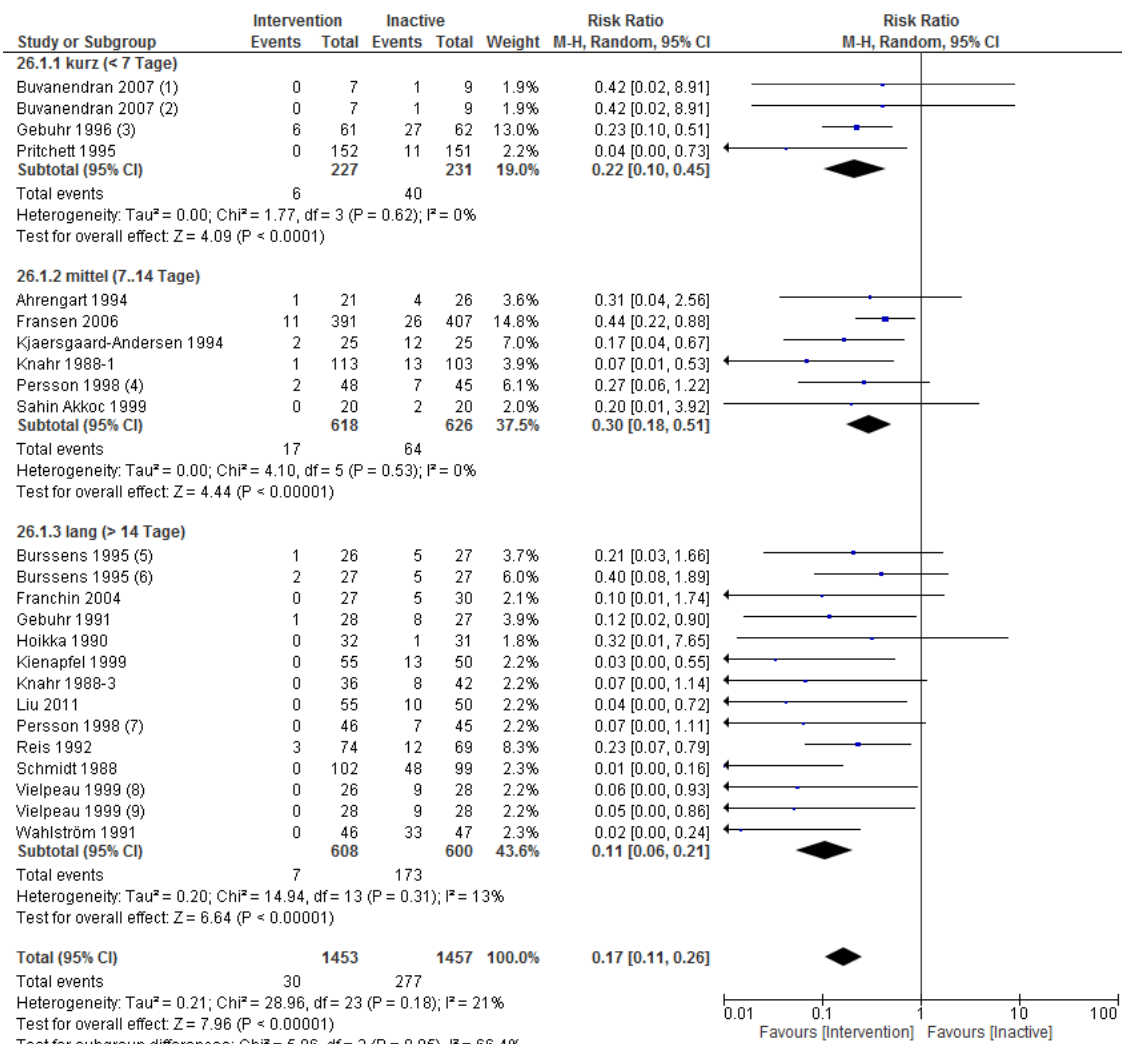 Intervention Inactive Risk Ratio Risk Ratio
Study or Subgroup Events Total Events Total Weight M-H, Random, 95% CI M-H, Random, 95% CI
26.1.1 kurz (< 7 Tage)
Buvanendran 2007 (1) 0 7 1 9 1.9% 0.42 [0.02, 8.91]
Buvanendran 2007 (2) 0 7 1 9 1.9% 0.42 [0.02, 8.91]
Gebuhr 1996 (3) 6 61 27 62 13.0% 0.23 [0.10, 0.51]
Pritchett 1995 0 152 11 151 2.2% 0.04 [0.00, 0.73]
Subtotal (95% CI) 227 231 19.0% 0.22 [0.10, 0.45]
Total events 6 40
Heterogeneity: Tau² = 0.00; Chi² = 1.77, df = 3 (P = 0.62); I² = 0%
Test for overall effect: Z = 4.09 (P < 0.0001)
26.1.2 mittel (7..14 Tage)
Ahrengart 1994 1 21 4 26 3.6% 0.31 [0.04, 2.56]
Fransen 2006 11 391 26 407 14.8% 0.44 [0.22, 0.88]
Kjaersgaard-Andersen 1994 2 25 12 25 7.0% 0.17 [0.04, 0.67]
Knahr 1988-1 1 113 13 103 3.9% 0.07 [0.01, 0.53]
Persson 1998 (4) 2 48 7 45 6.1% 0.27 [0.06, 1.22]
Sahin Akkoc 1999 0 20 2 20 2.0% 0.20 [0.01, 3.92]
Subtotal (95% CI) 618 626 37.5% 0.30 [0.18, 0.51]
Total events 17 64
Heterogeneity: Tau² = 0.00; Chi² = 4.10, df = 5 (P = 0.53); I² = 0%
Test for overall effect: Z = 4.44 (P < 0.00001)
26.1.3 lang (> 14 Tage)
Burssens 1995 (5) 1 26 5 27 3.7% 0.21 [0.03, 1.66]
Burssens 1995 (6) 2 27 5 27 6.0% 0.40 [0.08, 1.89]
Franchin 2004 0 27 5 30 2.1% 0.10 [0.01, 1.74]
Gebuhr 1991 1 28 8 27 3.9% 0.12 [0.02, 0.90]
Hoikka 1990 0 32 1 31 1.8% 0.32 [0.01, 7.65]
Kienapfel 1999 0 55 13 50 2.2% 0.03 [0.00, 0.55]
Knahr 1988-3 0 36 8 42 2.2% 0.07 [0.00, 1.14]
Liu 2011 0 55 10 50 2.2% 0.04 [0.00, 0.72]
Persson 1998 (7) 0 46 7 45 2.2% 0.07 [0.00, 1.11]
Reis 1992 3 74 12 69 8.3% 0.23 [0.07, 0.79]
Schmidt 1988 0 102 48 99 2.3% 0.01 [0.00, 0.16]
Vielpeau 1999 (8) 0 26 9 28 2.2% 0.06 [0.00, 0.93]
Vielpeau 1999 (9) 0 28 9 28 2.2% 0.05 [0.00, 0.86]
Wahlström 1991 0 46 33 47 2.3% 0.02 [0.00, 0.24]
Subtotal (95% CI) 608 600 43.6% 0.11 [0.06, 0.21]
Total events 7 173
Heterogeneity: Tau² = 0.20; Chi² = 14.94, df = 13 (P = 0.31); I² = 13%
Test for overall effect: Z = 6.64 (P < 0.00001)
Total (95% CI) 1453 1457 100.0% 0.17 [0.11, 0.26]
Total events 30 277
Heterogeneity: Tau² = 0.21; Chi² = 28.96, df = 23 (P = 0.18); I² = 21%
Test for overall effect: Z = 7.96 (P < 0.00001)
0.01 0.1 1 10 100
Favours [Intervention] Favours [Inactive]